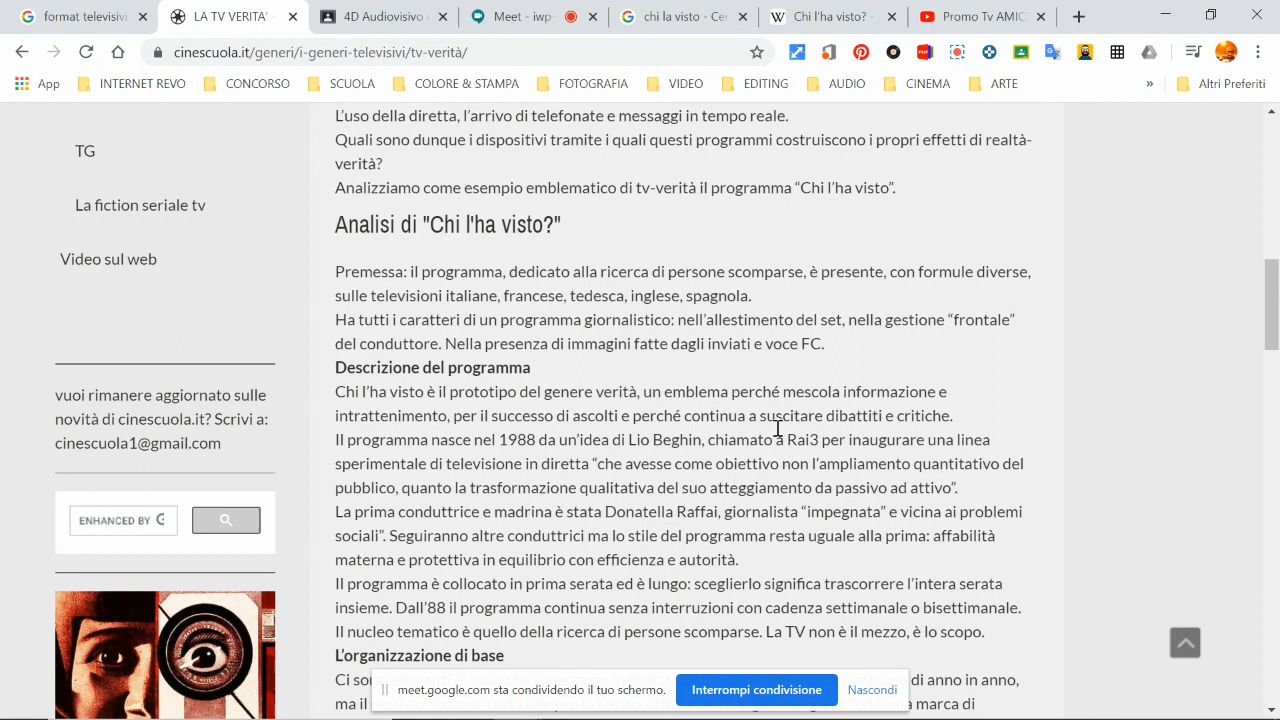 format televisivi
LA TV VERITA' -
4D Audiovisivo
Meet - iwp-
chi la visto - Ce
Chi l'ha visto? -
Promo Tv AMIC
cinescuola.it/generi/i-generi-televisivi/tv-verità/
App
INTERNET REVO
CONCORSO
SCUOLA
COLORE & STAMPA
FOTOGRAFIA
VIDEO
EDITING
AUDIO
CINEMA
ARTE
»
Altri Preferiti
TG
La fiction seriale tv
Video sul web
vuoi rimanere aggiornato sulle
novità di cinescuola.it? Scrivi a:
cinescuola1@gmail.com
ENHANCED BY G
L'uso della diretta, l'arrivo di telefonate e messaggi in tempo reale.
Quali sono dunque i dispositivi tramite i quali questi programmi costruiscono i propri effetti di realtà-
verità?
Analizziamo come esempio emblematico di tv-verità il programma "Chi l'ha visto".
Analisi di "Chi l'ha visto?"
Premessa: il programma, dedicato alla ricerca di persone scomparse, è presente, con formule diverse,
sulle televisioni italiane, francese, tedesca, inglese, spagnola.
Ha tutti i caratteri di un programma giornalistico: nell'allestimento del set, nella gestione "frontale"
del conduttore. Nella presenza di immagini fatte dagli inviati e voce FC.
Descrizione del programma
Chi l'ha visto è il prototipo del genere verità, un emblema perché mescola informazione e
intrattenimento, per il successo di ascolti e perché continua a suscitare dibattiti e critiche.
Il programma nasce nel 1988 da un'idea di Lio Beghin, chiamato a Rai3 per inaugurare una linea
sperimentale di televisione in diretta "che avesse come obiettivo non l'ampliamento quantitativo del
pubblico, quanto la trasformazione qualitativa del suo atteggiamento da passivo ad attivo".
La prima conduttrice e madrina è stata Donatella Raffai, giornalista "impegnata" e vicina ai problemi
sociali". Seguiranno altre conduttrici ma lo stile del programma resta uguale alla prima: affabilità
materna e protettiva in equilibrio con efficienza e autorità.
Il programma è collocato in prima serata ed è lungo: sceglierlo significa trascorrere l'intera serata
insieme. Dall'88 il programma continua senza interruzioni con cadenza settimanale o bisettimanale.
Il nucleo tematico è quello della ricerca di persone scomparse. La TV non è il mezzo, è lo scopo.
L'organizzazione di base
di anno in anno,
marca di
meet.google.com sta condividendo il tuo schermo.
Interrompi condivisione
Nascondi